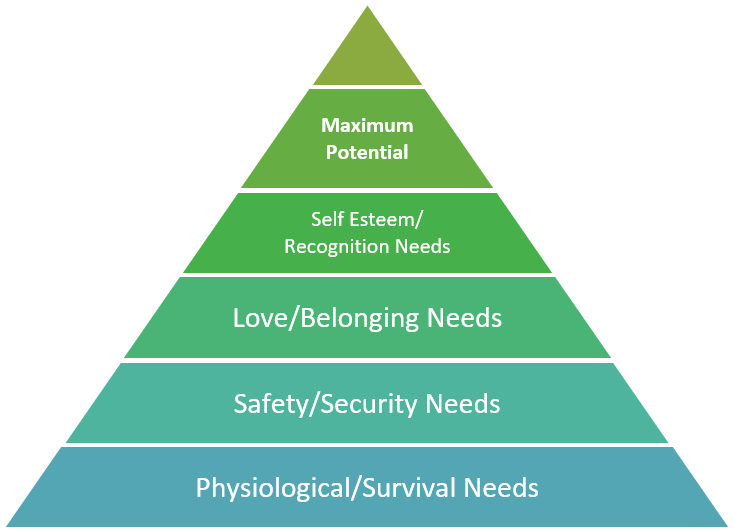 Maximum
Potential
Self Esteem/
Recognition Needs
Love/Belonging Needs
Safety/Security Needs
Physiological/Survival Needs